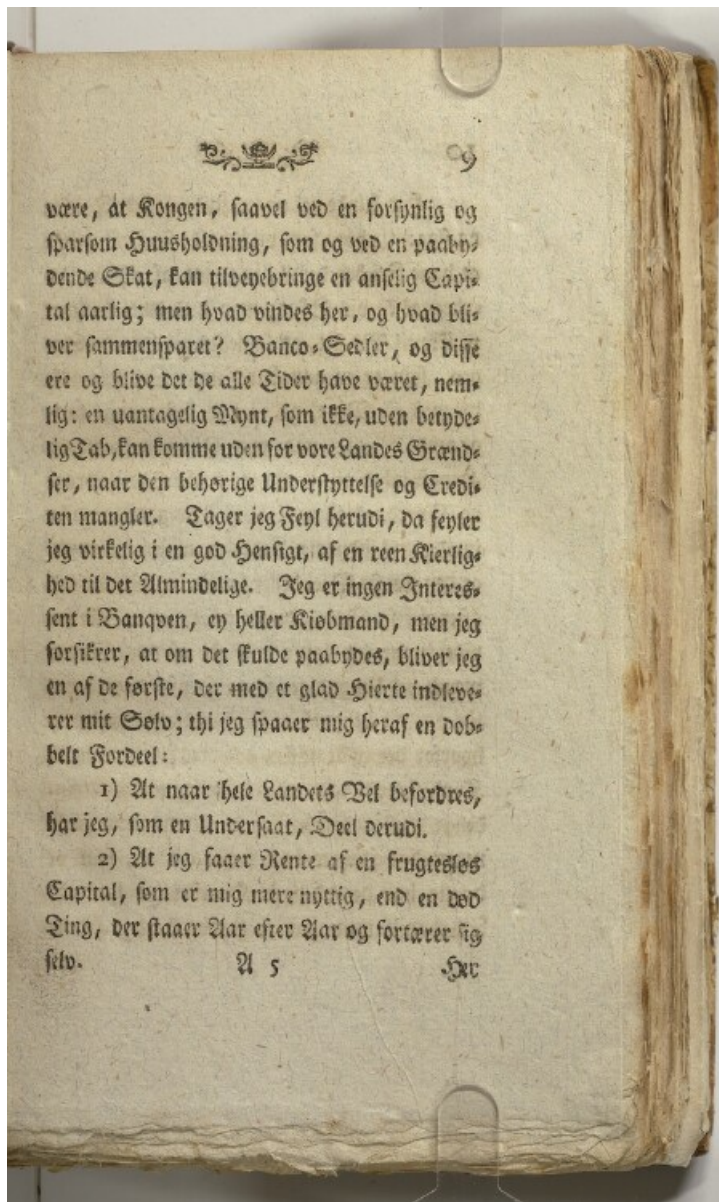 9
være, at Kongen, saavel ved en forsynlig og
sparsom Huusholdning, som og ved en paaby⸗
dende Skat, kan tilveyebringe en anselig Capi⸗
tal aarlig; men hvad vindes her, og hvad bli⸗
ver sammensparet? Banco⸗Sedler, og disse
ere og blive det de alle Tider have været, nem⸗
lig: en uantagelig Mynt, som ikke, uden betyde⸗
lig Tab, kan komme uden for vore Landes Grænd⸗
ser, naar den behørige Understyttelse og Credi⸗
ten mangler. Tager jeg Feyl herudi, da feyler
jeg virkelig i en god Hensigt, af en reen Kierlig⸗
hed til det Almindelige. Jeg er ingen Interes⸗
sent i Banqven, ey heller Kiøbmand, men jeg
forsikrer, at om det skulde paabydes, bliver jeg
en af de første, der med et glad Hierte indleve⸗
rer mit Sølv; thi jeg spaaer mig heraf en dob⸗
belt Fordeel:
1) At naar hele Landets Vel befordres,
har jeg, som en Undersaat, Deel derudi.
2) At jeg faaer Rente af en frugtesløs
Capital, som er mig mere nyttig, end en død
Ting, der staaer Aar efter Aar og fortærer sig
selv. A 5 Her